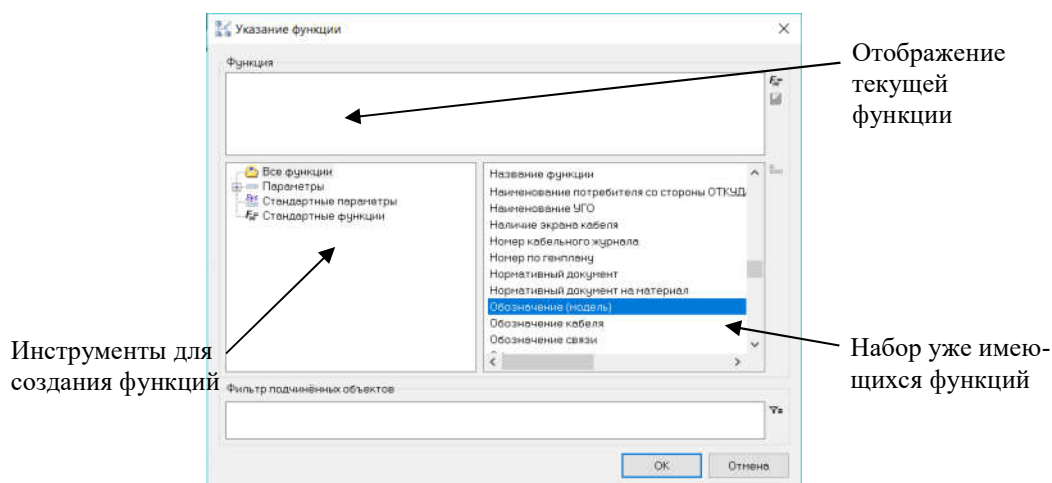 Указание функции
Функция
Отображение
текущей
функции
Все функции
Параметры
Стандартные параметры
Стандартные функции
Название функции
Наименование потребителя со стороны ОТКУДА
Наименование УГО
Наличие экрана кабеля
Номер кабельного журнала
Номер по генплану
Нормативный документ
Нормативный документ на материал
Обозначение (модель)
Обозначение кабеля
Обозначение связи
Инструменты для
создания функций
Набор уже имею-
щихся функций
Фильтр подчинённых объектов
ОК
Отмена